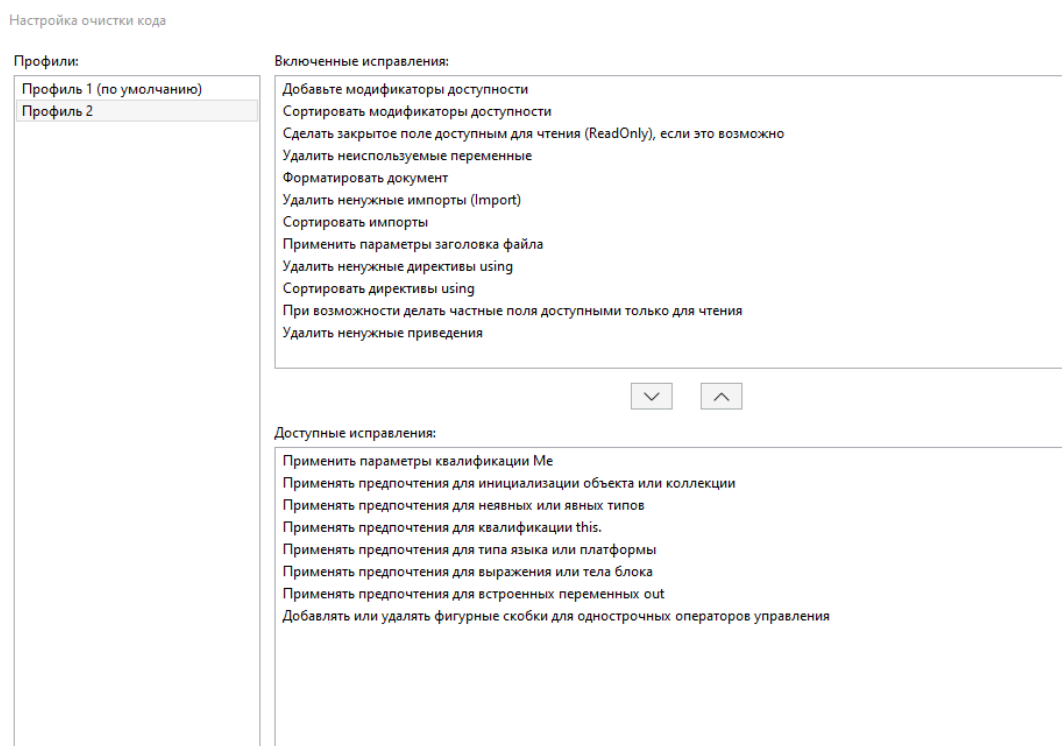 Настройка очистки кода
Профили:
Профиль 1 (по умолчанию)
Профиль 2
Включенные исправления:
Добавьте модификаторы доступности
Сортировать модификаторы доступности
Сделать закрытое поле доступным для чтения (ReadOnly), если это возможно
Удалить неиспользуемые переменные
Форматировать документ
Удалить ненужные импорты (Import)
Сортировать импорты
Применить параметры заголовка файла
Удалить ненужные директивы using
Сортировать директивы using
При возможности делать частные поля доступными только для чтения
Удалить ненужные приведения
Доступные исправления:
Применить параметры квалификации Me
Применять предпочтения для инициализации объекта или коллекции
Применять предпочтения для неявных или явных типов
Применять предпочтения для квалификации this.
Применять предпочтения для типа языка или платформы
Применять предпочтения для выражения или тела блока
Применять предпочтения для встроенных переменных out
Добавлять или удалять фигурные скобки для однострочных операторов управления